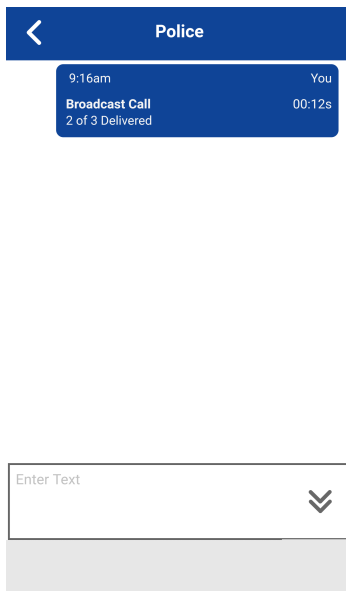 Police
9:16am You
Broadcast Call 00:12s
2 of 3 Delivered
Enter Text